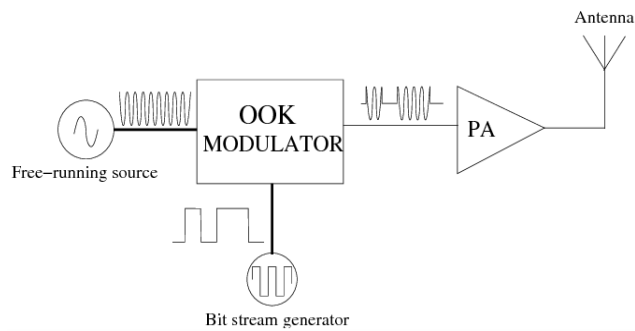 Antenna
OOK
MODULATOR
PA
Free−running source
Bit stream generator